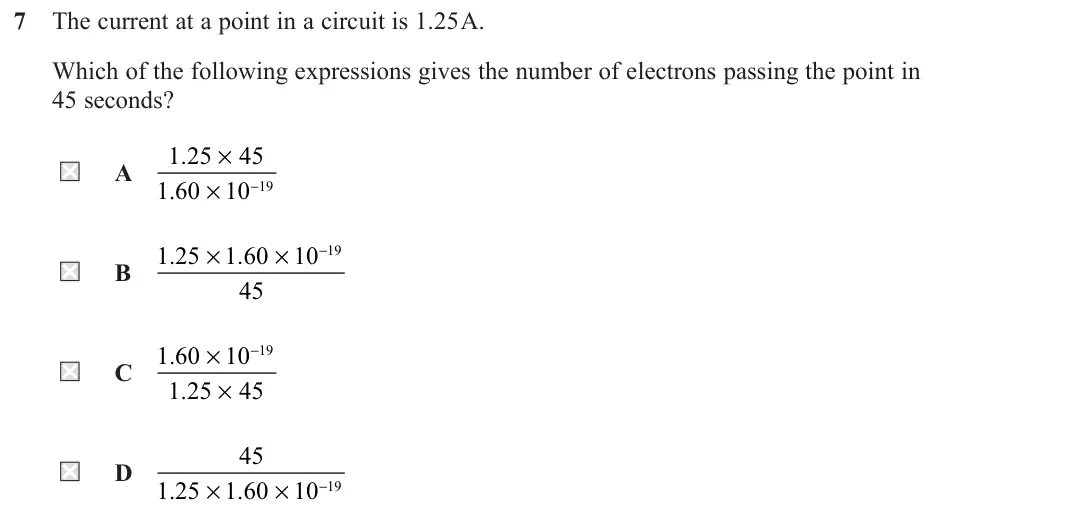 7 The current at a point in a circuit is 1.25 A.
Which of the following expressions gives the number of electrons passing the point in
45 seconds?
A 1.25 × 45
1.60 × 10⁻¹⁹
B 1.25 × 1.60 × 10⁻¹⁹
45
C 1.60 × 10⁻¹⁹
1.25 × 45
D 45
1.25 × 1.60 × 10⁻¹⁹